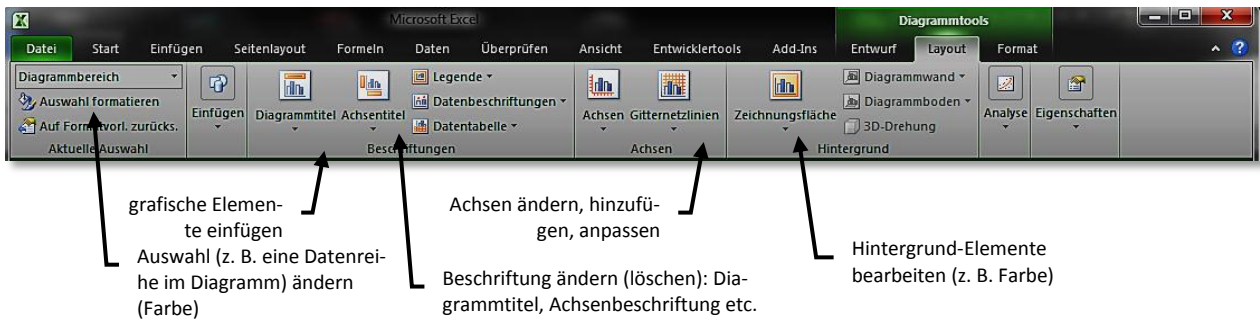 Microsoft Excel
Diagrammtools
Datei Start Einfügen Seitenlayout Formeln Daten Überprüfen Ansicht Entwicklertools Add-Ins Entwurf Layout Format
Diagrammbereich
Auswahl formatieren
Auf Formatvorl. zurücks.
Aktuelle Auswahl
Einfügen
Diagrammtitel
Achsentitel
Legende
Datenbeschriftungen
Datentabelle
Beschriftungen
Achsen
Gitternetzlinien
Achsen
Zeichnungsfläche
Diagrammwand
Diagrammboden
3D-Drehung
Hintergrund
Analyse
Eigenschaften
grafische Elemen-
te einfügen
Auswahl (z. B. eine Datenrei-
he im Diagramm) ändern
(Farbe)
Achsen ändern, hinzufü-
gen, anpassen
Beschriftung ändern (löschen): Dia-
grammtitel, Achsenbeschriftung etc.
Hintergrund-Elemente
bearbeiten (z. B. Farbe)